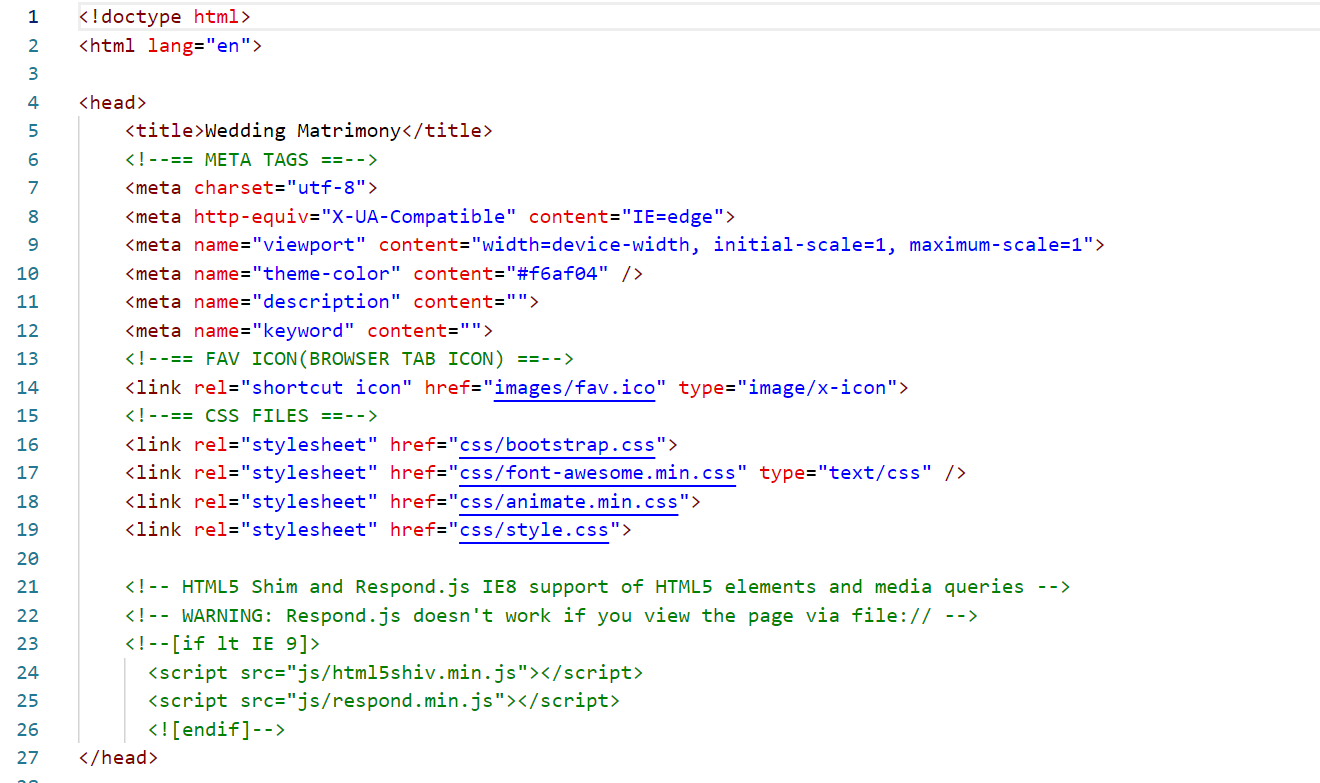 1 <!doctype html>
2 <html lang="en">
3
4 <head>
5     <title>Wedding Matrimony</title>
6     <!--== META TAGS ==-->
7     <meta charset="utf-8">
8     <meta http-equiv="X-UA-Compatible" content="IE=edge">
9     <meta name="viewport" content="width=device-width, initial-scale=1, maximum-scale=1">
10     <meta name="theme-color" content="#f6af04" />
11     <meta name="description" content="">
12     <meta name="keyword" content="">
13     <!--== FAV ICON(BROWSER TAB ICON) ==-->
14     <link rel="shortcut icon" href="images/fav.ico" type="image/x-icon">
15     <!--== CSS FILES ==-->
16     <link rel="stylesheet" href="css/bootstrap.css">
17     <link rel="stylesheet" href="css/font-awesome.min.css" type="text/css" />
18     <link rel="stylesheet" href="css/animate.min.css">
19     <link rel="stylesheet" href="css/style.css">
20
21     <!-- HTML5 Shim and Respond.js IE8 support of HTML5 elements and media queries -->
22     <!-- WARNING: Respond.js doesn't work if you view the page via file:// -->
23     <!--[if lt IE 9]>
24       <script src="js/html5shiv.min.js"></script>
25       <script src="js/respond.min.js"></script>
26       <![endif]-->
27 </head>